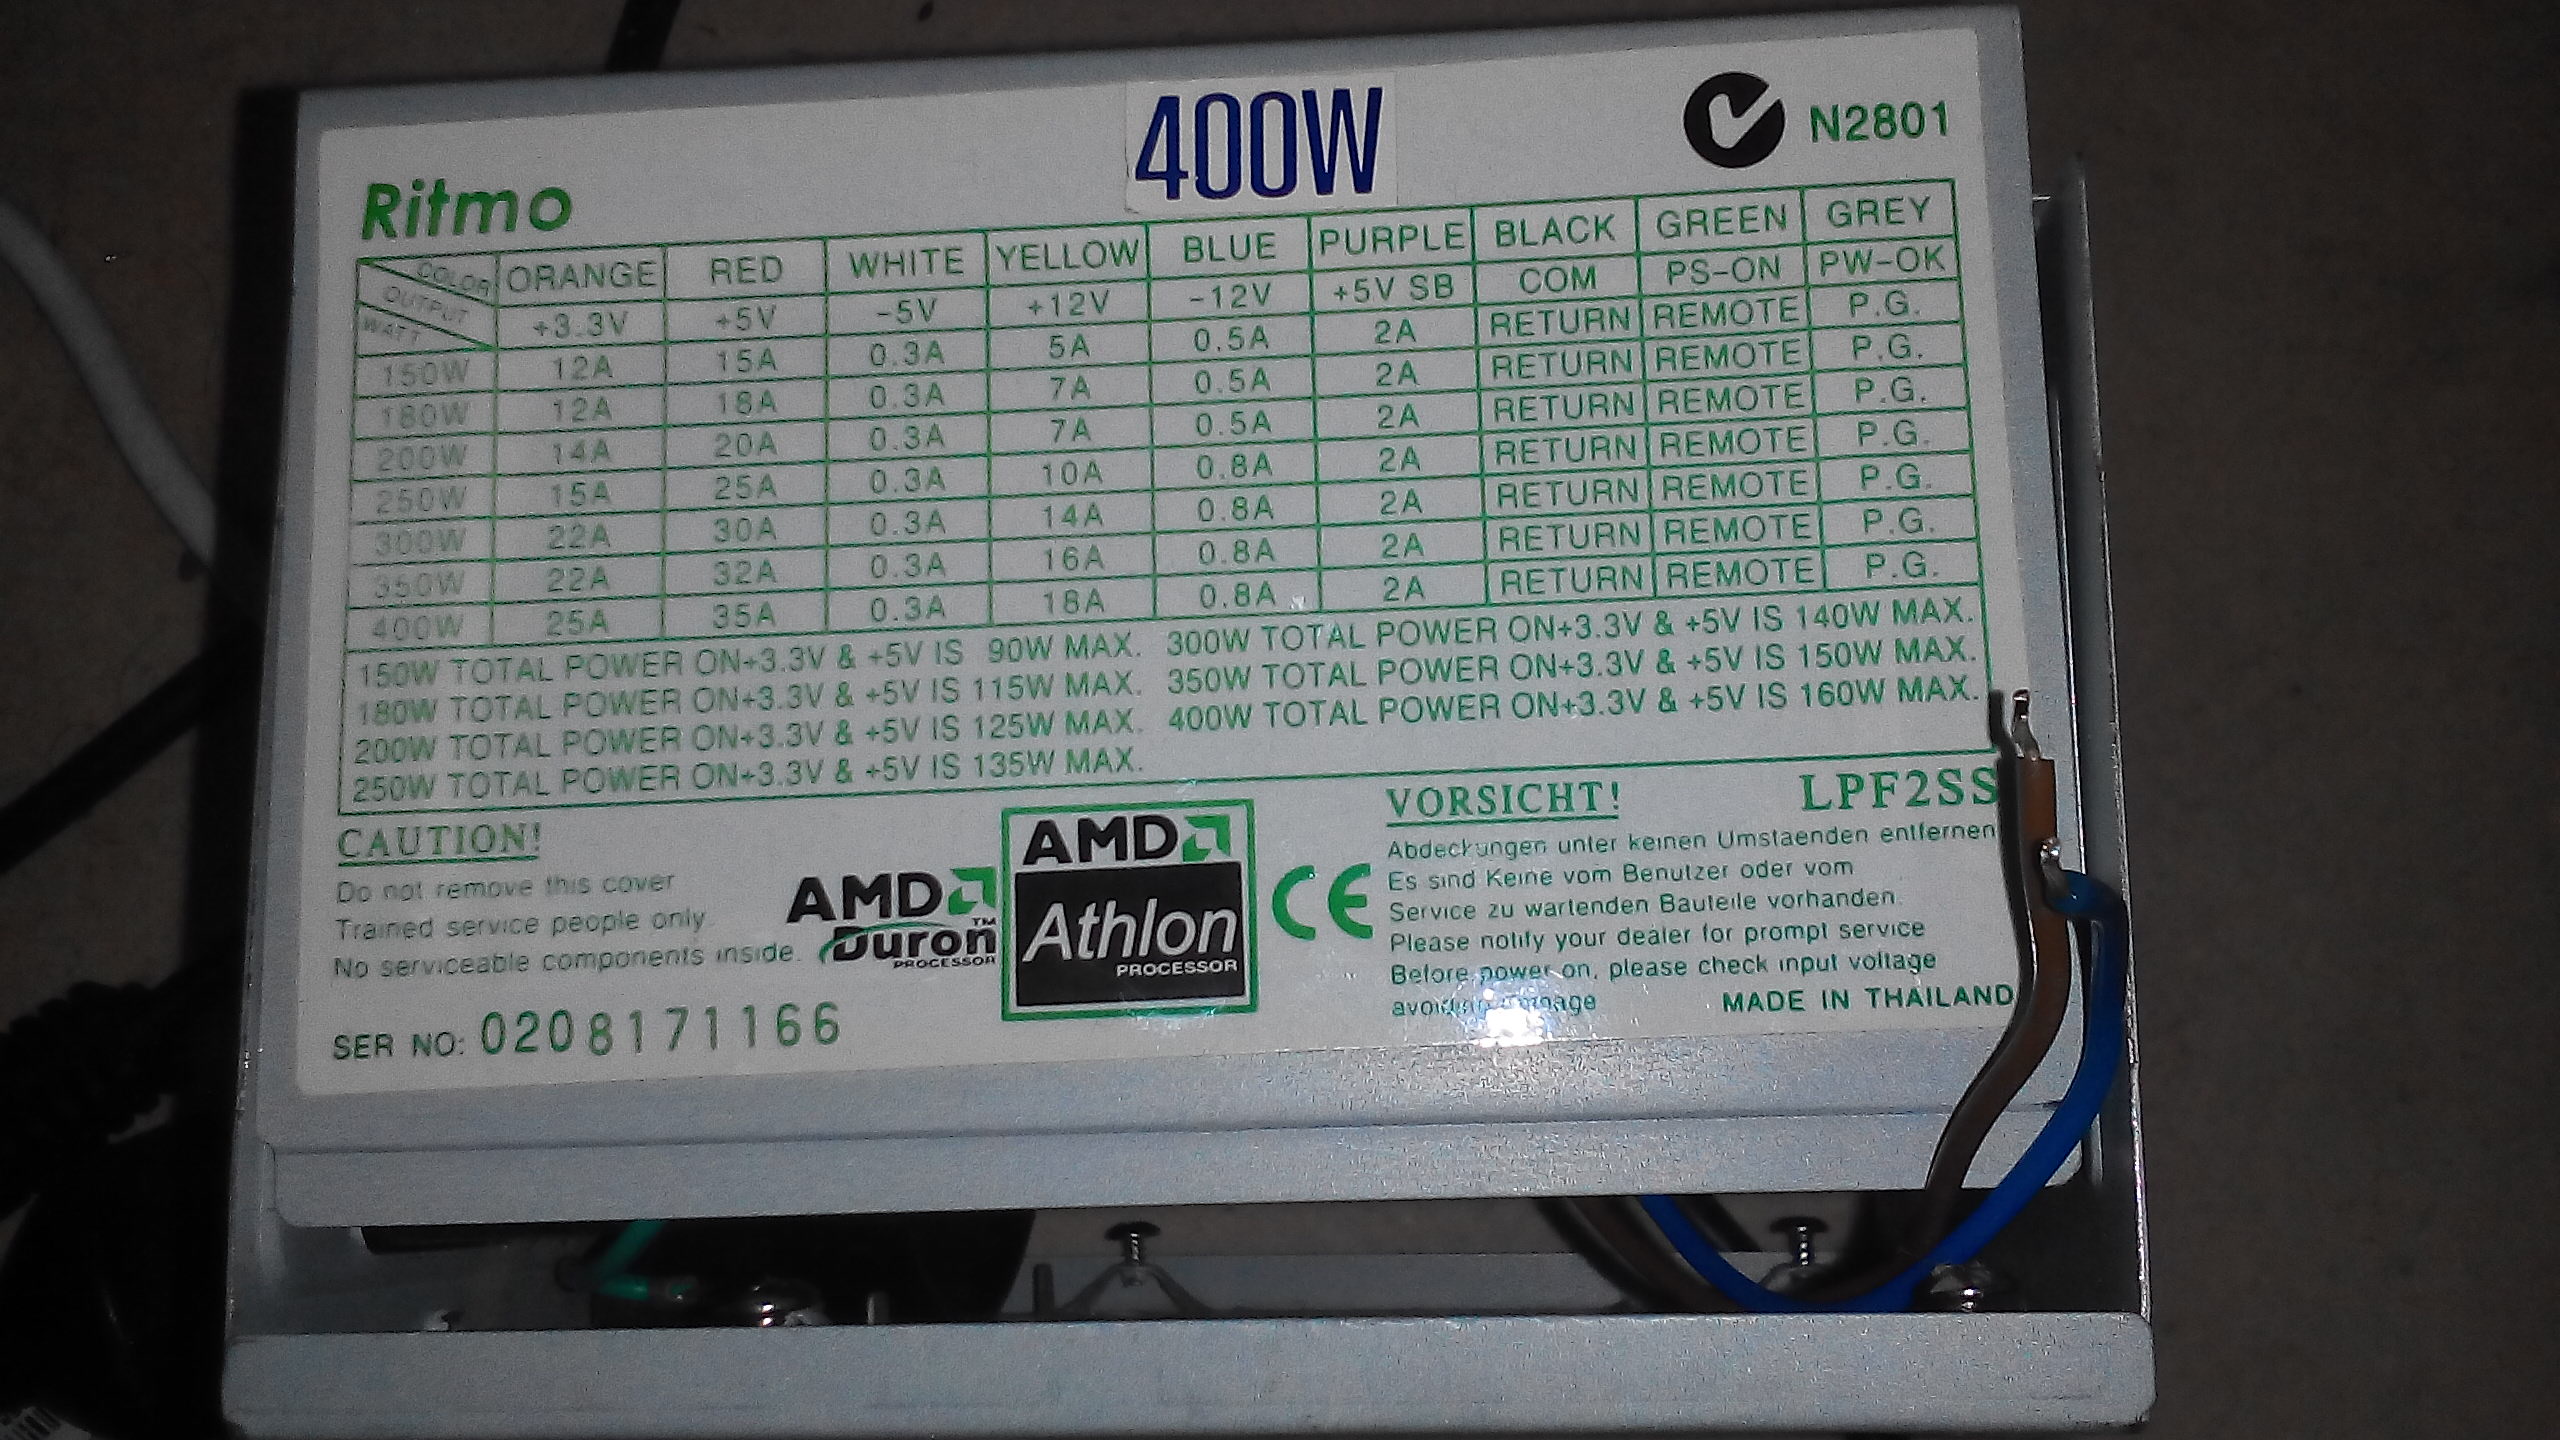 400W
N2801
Ritmo
COLOR ORANGE RED WHITE YELLOW BLUE PURPLE BLACK GREEN GREY
OUTPUT +3.3V +5V -5V +12V -12V +5V SB COM PS-ON PW-OK
WATT
150W 12A 15A 0.3A 5A 0.5A 2A RETURN REMOTE P.G.
180W 12A 18A 0.3A 7A 0.5A 2A RETURN REMOTE P.G.
200W 14A 20A 0.3A 7A 0.5A 2A RETURN REMOTE P.G.
250W 15A 25A 0.3A 10A 0.8A 2A RETURN REMOTE P.G.
300W 22A 30A 0.3A 14A 0.8A 2A RETURN REMOTE P.G.
350W 22A 32A 0.3A 16A 0.8A 2A RETURN REMOTE P.G.
400W 25A 35A 0.3A 18A 0.8A 2A RETURN REMOTE P.G.
150W TOTAL POWER ON+3.3V & +5V IS 90W MAX. 300W TOTAL POWER ON+3.3V & +5V IS 140W MAX.
180W TOTAL POWER ON+3.3V & +5V IS 115W MAX. 350W TOTAL POWER ON+3.3V & +5V IS 150W MAX.
200W TOTAL POWER ON+3.3V & +5V IS 125W MAX. 400W TOTAL POWER ON+3.3V & +5V IS 160W MAX.
250W TOTAL POWER ON+3.3V & +5V IS 135W MAX.
CAUTION!
Do not remove this cover
Trained service people only.
No serviceable components inside.
SER NO: 0208171166
AMD
Duron™
PROCESSOR
AMD
Athlon
PROCESSOR
CE
VORSICHT! LPF2SS
Abdeckungen unter keinen Umstaenden entfernen
Es sind Keine vom Benutzer oder vom
Service zu wartenden Bauteile vorhanden.
Please notify your dealer for prompt service
Before power on, please check input voltage
MADE IN THAILAND